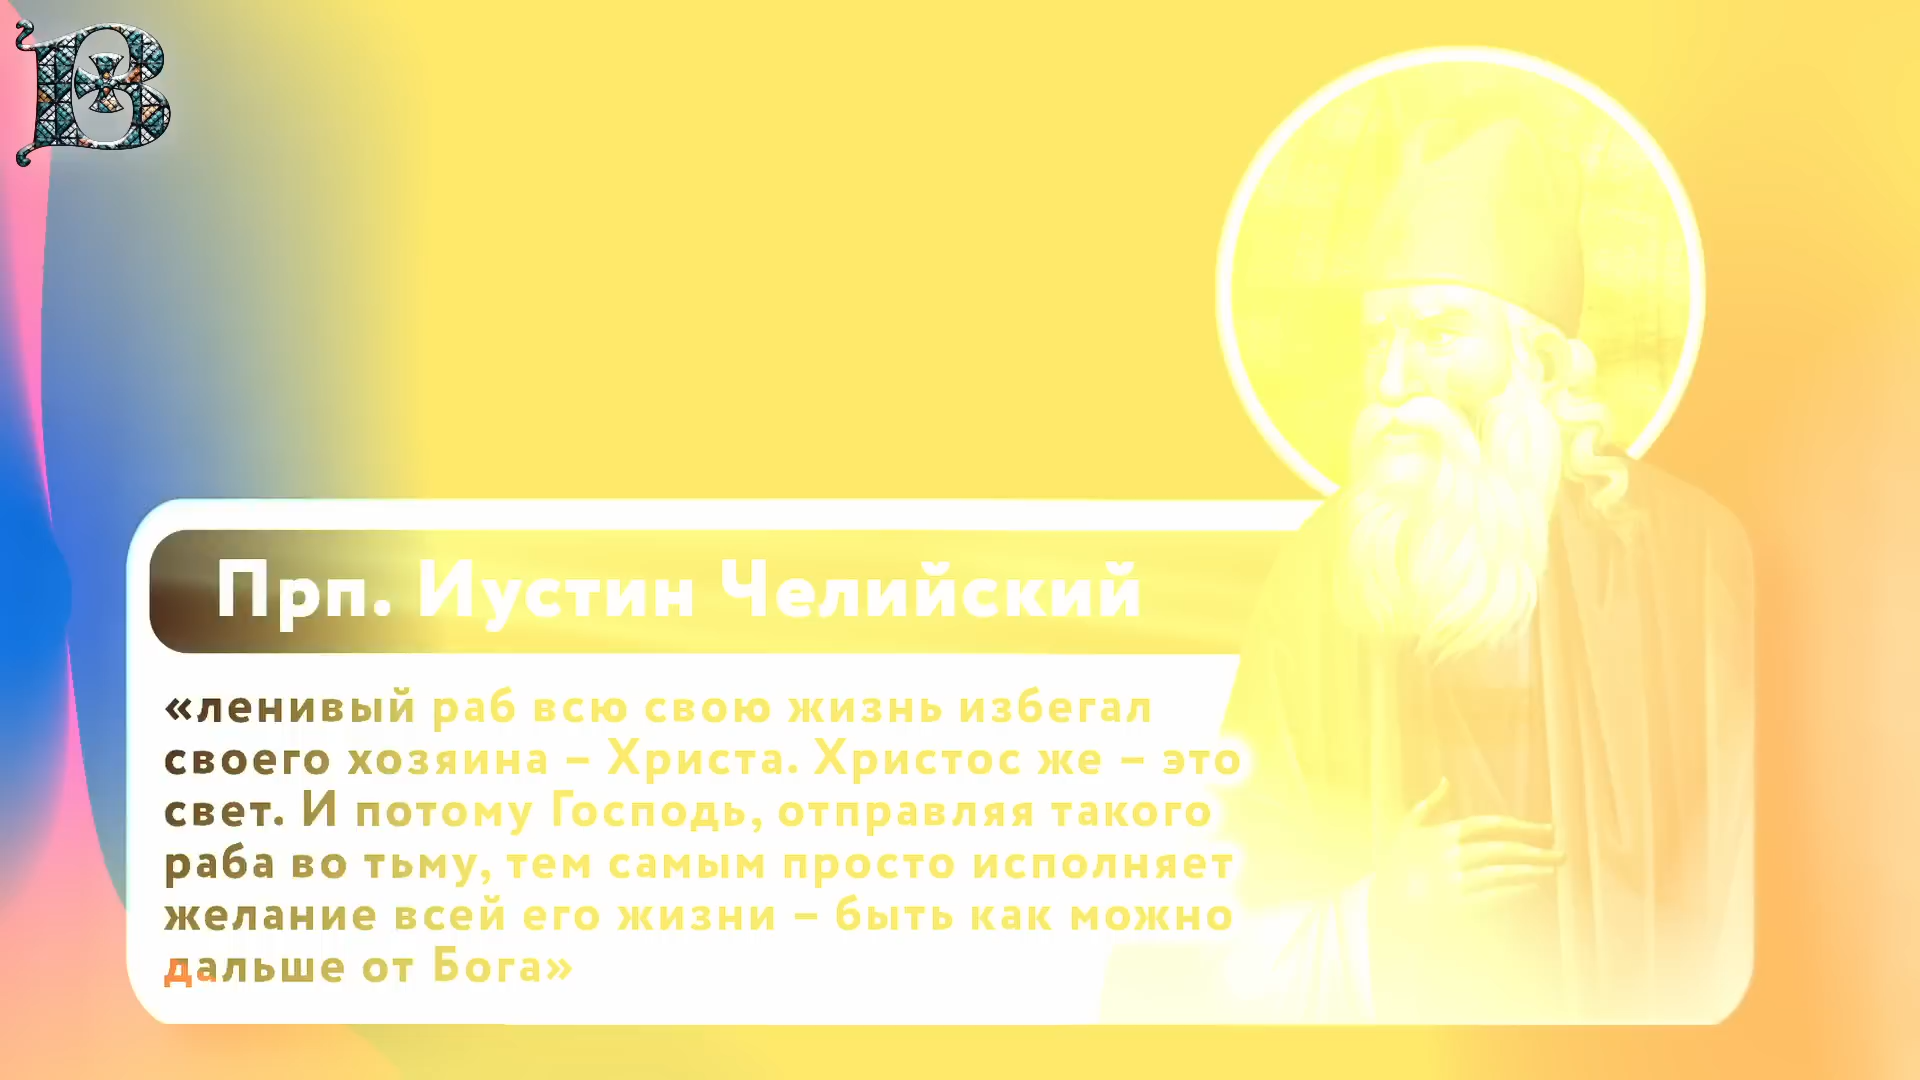 В
Прп. Иустин Челийский
«ленивый раб всю свою жизнь избегал
своего хозяина – Христа. Христос же – это
свет. И потому Господь, отправляя такого
раба во тьму, тем самым просто исполняет
желание всей его жизни – быть как можно
дальше от Бога»